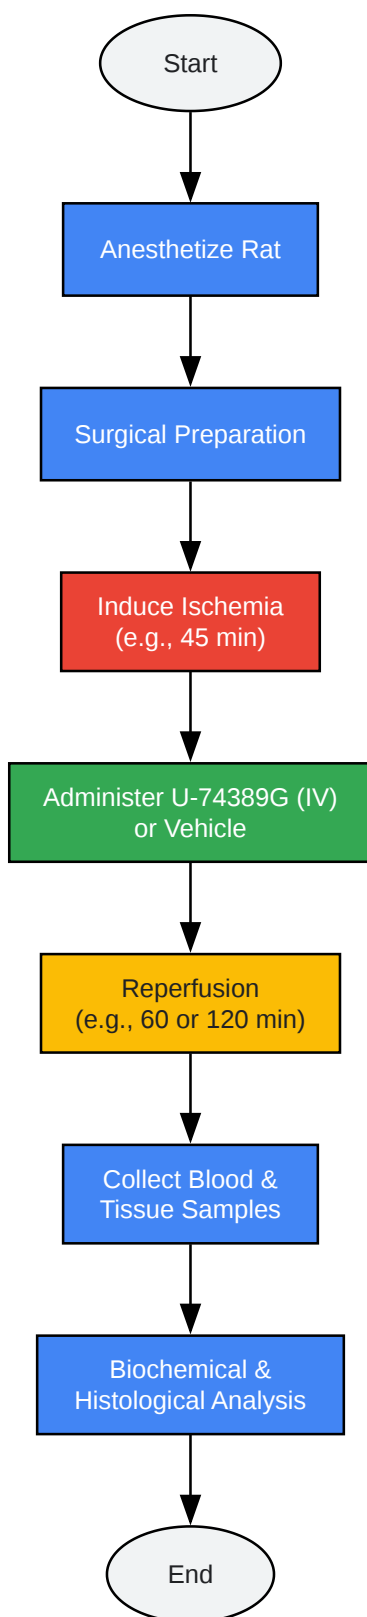 Start
Anesthetize Rat
Surgical Preparation
Induce Ischemia
(e.g., 45 min)
Administer U-74389G (IV)
or Vehicle
Reperfusion
(e.g., 60 or 120 min)
Collect Blood &
Tissue Samples
Biochemical &
Histological Analysis
End